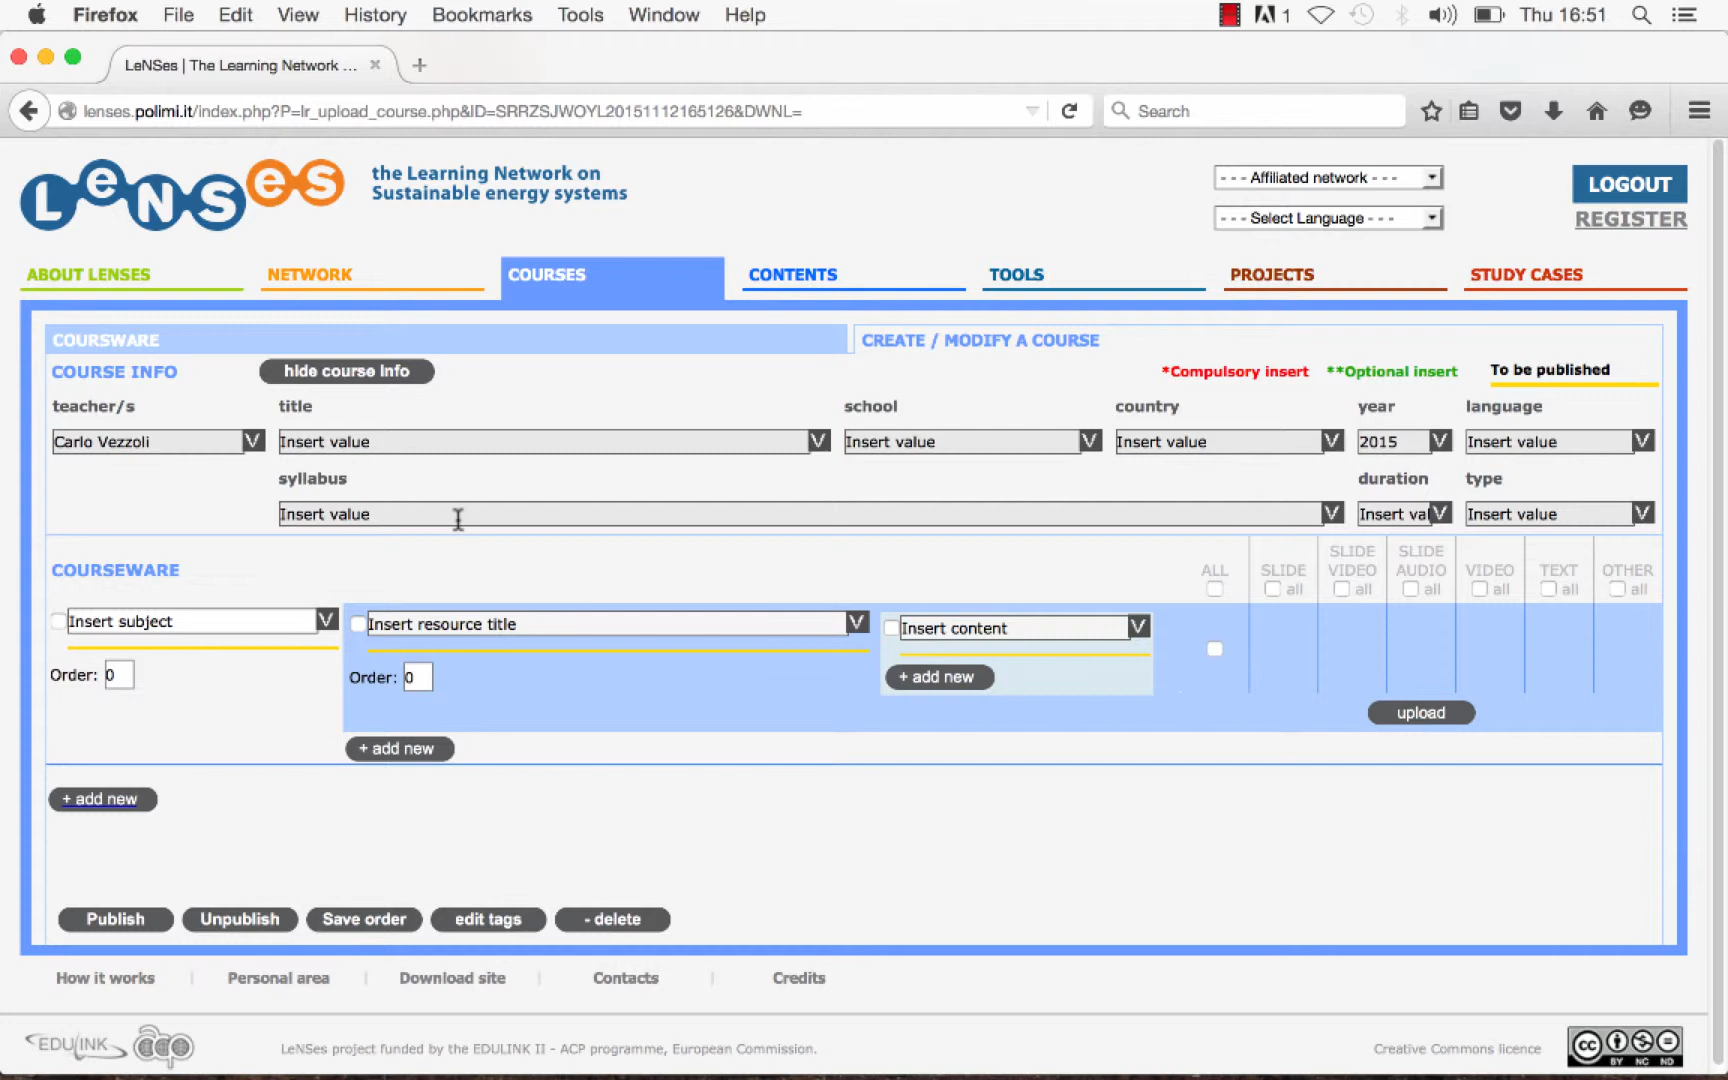 Firefox File Edit View History Bookmarks Tools Window Help 1 Thu 16:51
LeNSes | The Learning Network ...
lenses.polimi.it/index.php?P=lr_upload_course.php&ID=SRRZSJWOYL20151112165126&DWNL= Search
LeNSes the Learning Network on
Sustainable energy systems
- - - Affiliated network - - -
- - - Select Language - - -
LOGOUT
REGISTER
ABOUT LENSES NETWORK COURSES CONTENTS TOOLS PROJECTS STUDY CASES
COURSWARE CREATE / MODIFY A COURSE
COURSE INFO hide course info *Compulsory insert **Optional insert To be published
teacher/s title school country year language
Carlo Vezzoli V Insert value V Insert value V Insert value V 2015 V Insert value V
syllabus duration type
Insert value V Insert val V Insert value V
COURSEWARE
ALL SLIDE SLIDE VIDEO SLIDE AUDIO VIDEO TEXT OTHER
all all all all all all
Insert subject V Insert resource title V Insert content V
Order: 0 Order: 0 + add new
upload
+ add new
+ add new
Publish Unpublish Save order edit tags - delete
How it works Personal area Download site Contacts Credits
EDULINK acp LeNSes project funded by the EDULINK II - ACP programme, European Commission. Creative Commons licence cc BY NC ND